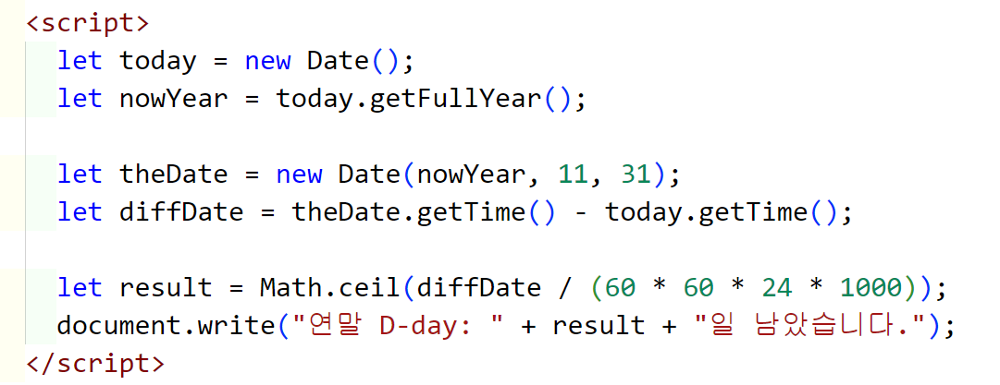 <script>
let today = new Date();
let nowYear = today.getFullYear();
let theDate = new Date(nowYear, 11, 31);
let diffDate = theDate.getTime() - today.getTime();
let result = Math.ceil(diffDate / (60 * 60 * 24 * 1000));
document.write("연말 D-day: " + result + "일 남았습니다.");
</script>